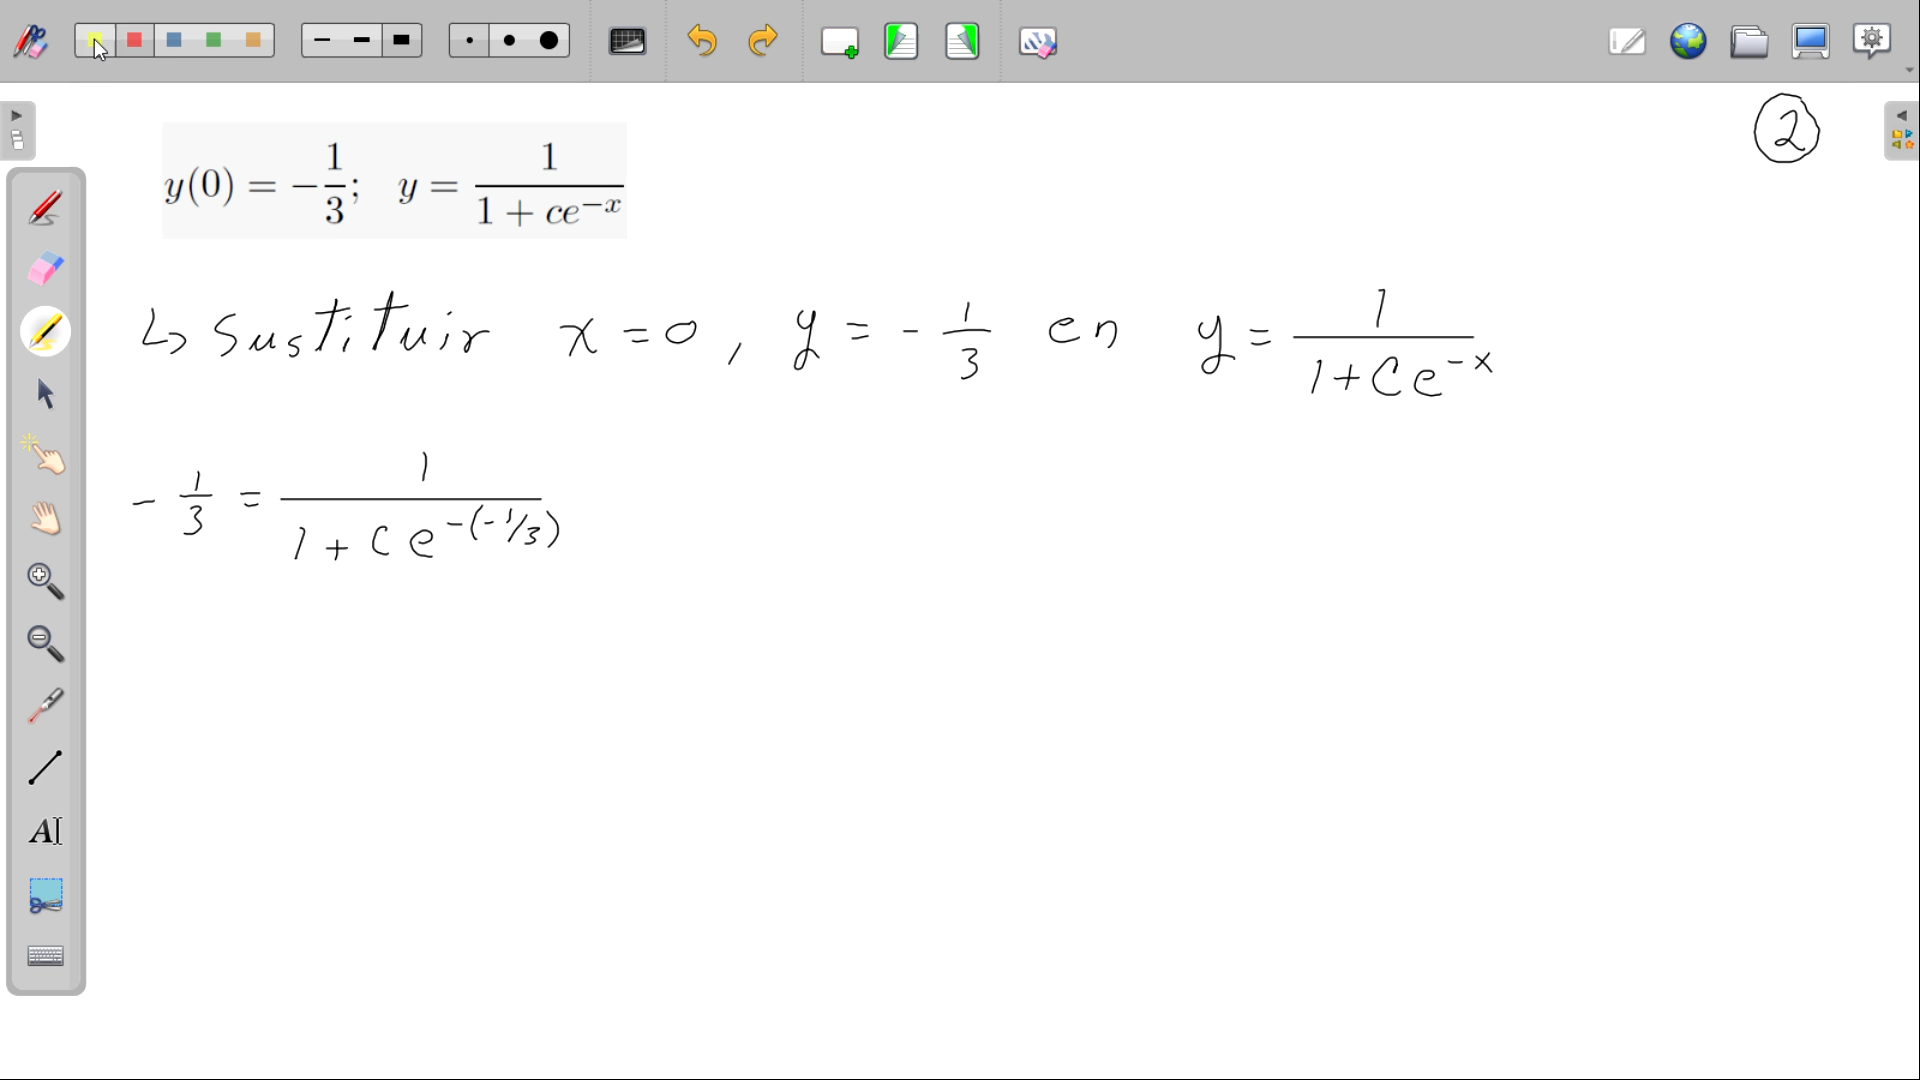 ②
y(0) = -1/3; y = 1/(1 + ce^{-x})
↳ Sustituir x = 0, y = - 1/3 en y = 1/(1+Ce^{-x})
- 1/3 = 1/(1 + Ce^{-(-1/3)})
AI